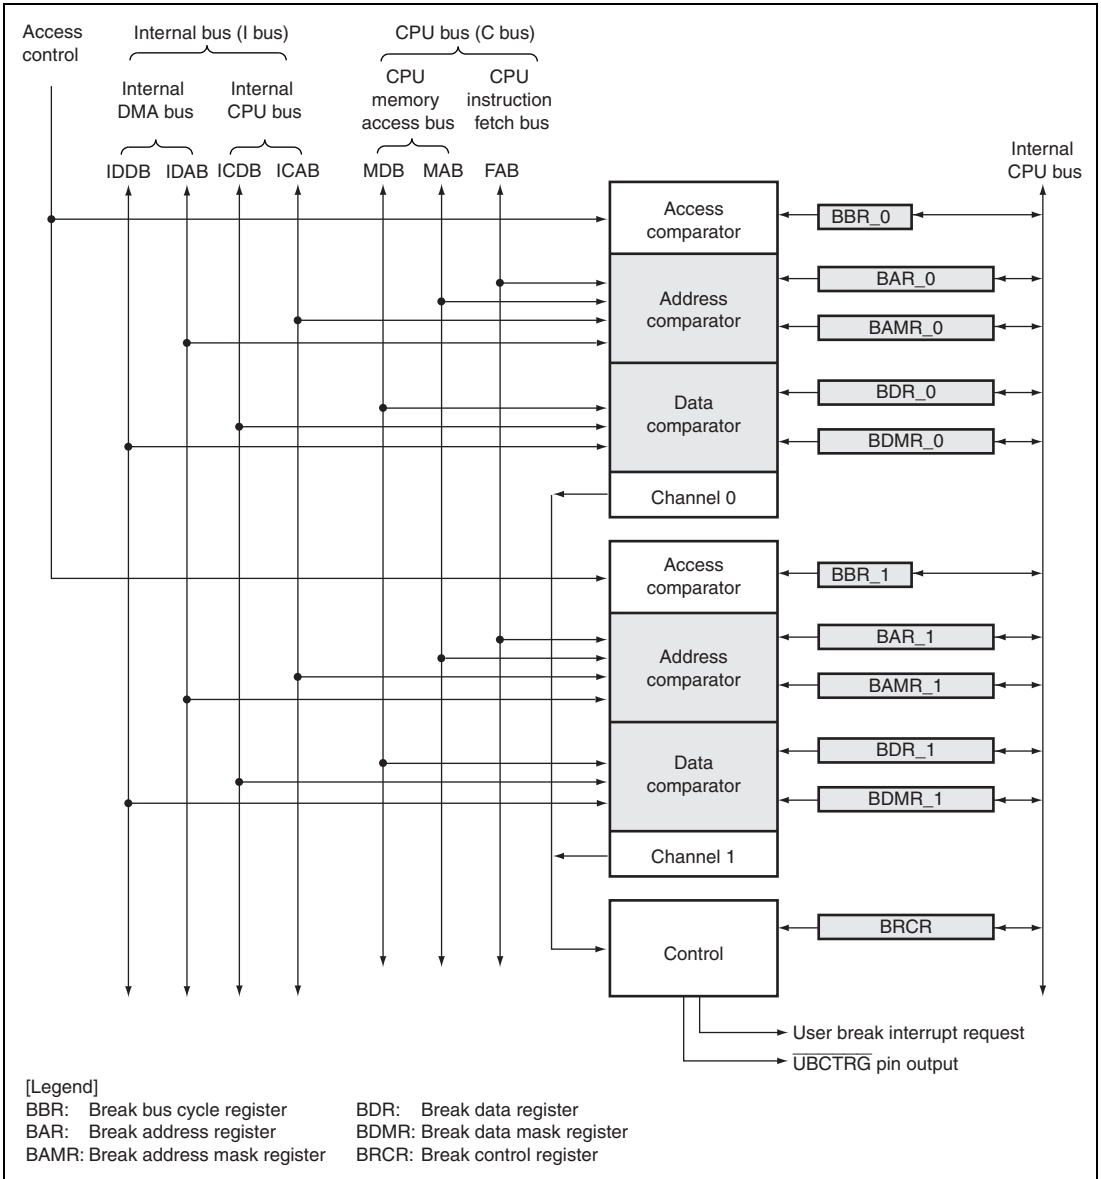 Access
control
Internal bus (I bus)
CPU bus (C bus)
Internal
DMA bus
Internal
CPU bus
CPU
memory
access bus
CPU
instruction
fetch bus
IDDB
IDAB
ICDB
ICAB
MDB
MAB
FAB
Internal
CPU bus
Access
comparator
BBR_0
Address
comparator
BAR_0
BAMR_0
Data
comparator
BDR_0
BDMR_0
Channel 0
Access
comparator
BBR_1
Address
comparator
BAR_1
BAMR_1
Data
comparator
BDR_1
BDMR_1
Channel 1
Control
BRCR
User break interrupt request
UBCTRG pin output
[Legend]
BBR: Break bus cycle register
BAR: Break address register
BAMR: Break address mask register
BDR: Break data register
BDMR: Break data mask register
BRCR: Break control register